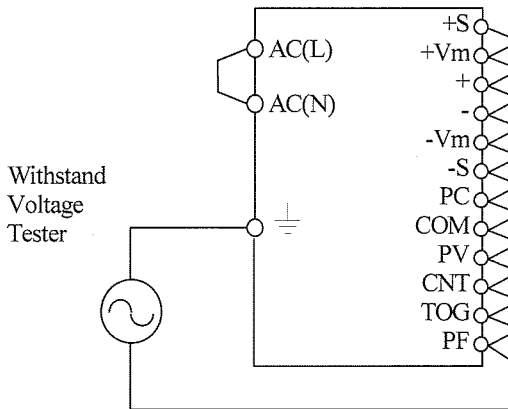 AC(L)
AC(N)
Withstand
Voltage
Tester
+S
+Vm
+
-
-Vm
-S
PC
COM
PV
CNT
TOG
PF